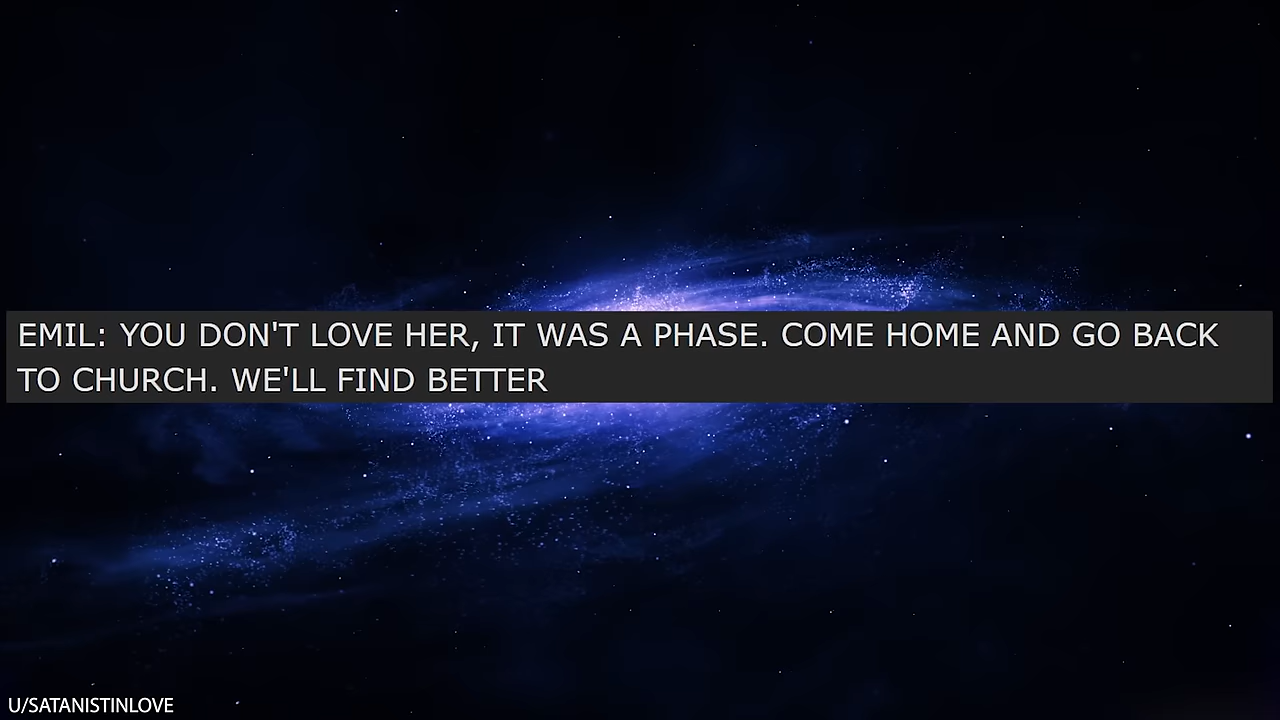 EMIL: YOU DON'T LOVE HER, IT WAS A PHASE. COME HOME AND GO BACK
TO CHURCH. WE'LL FIND BETTER
U/SATANISTINLOVE